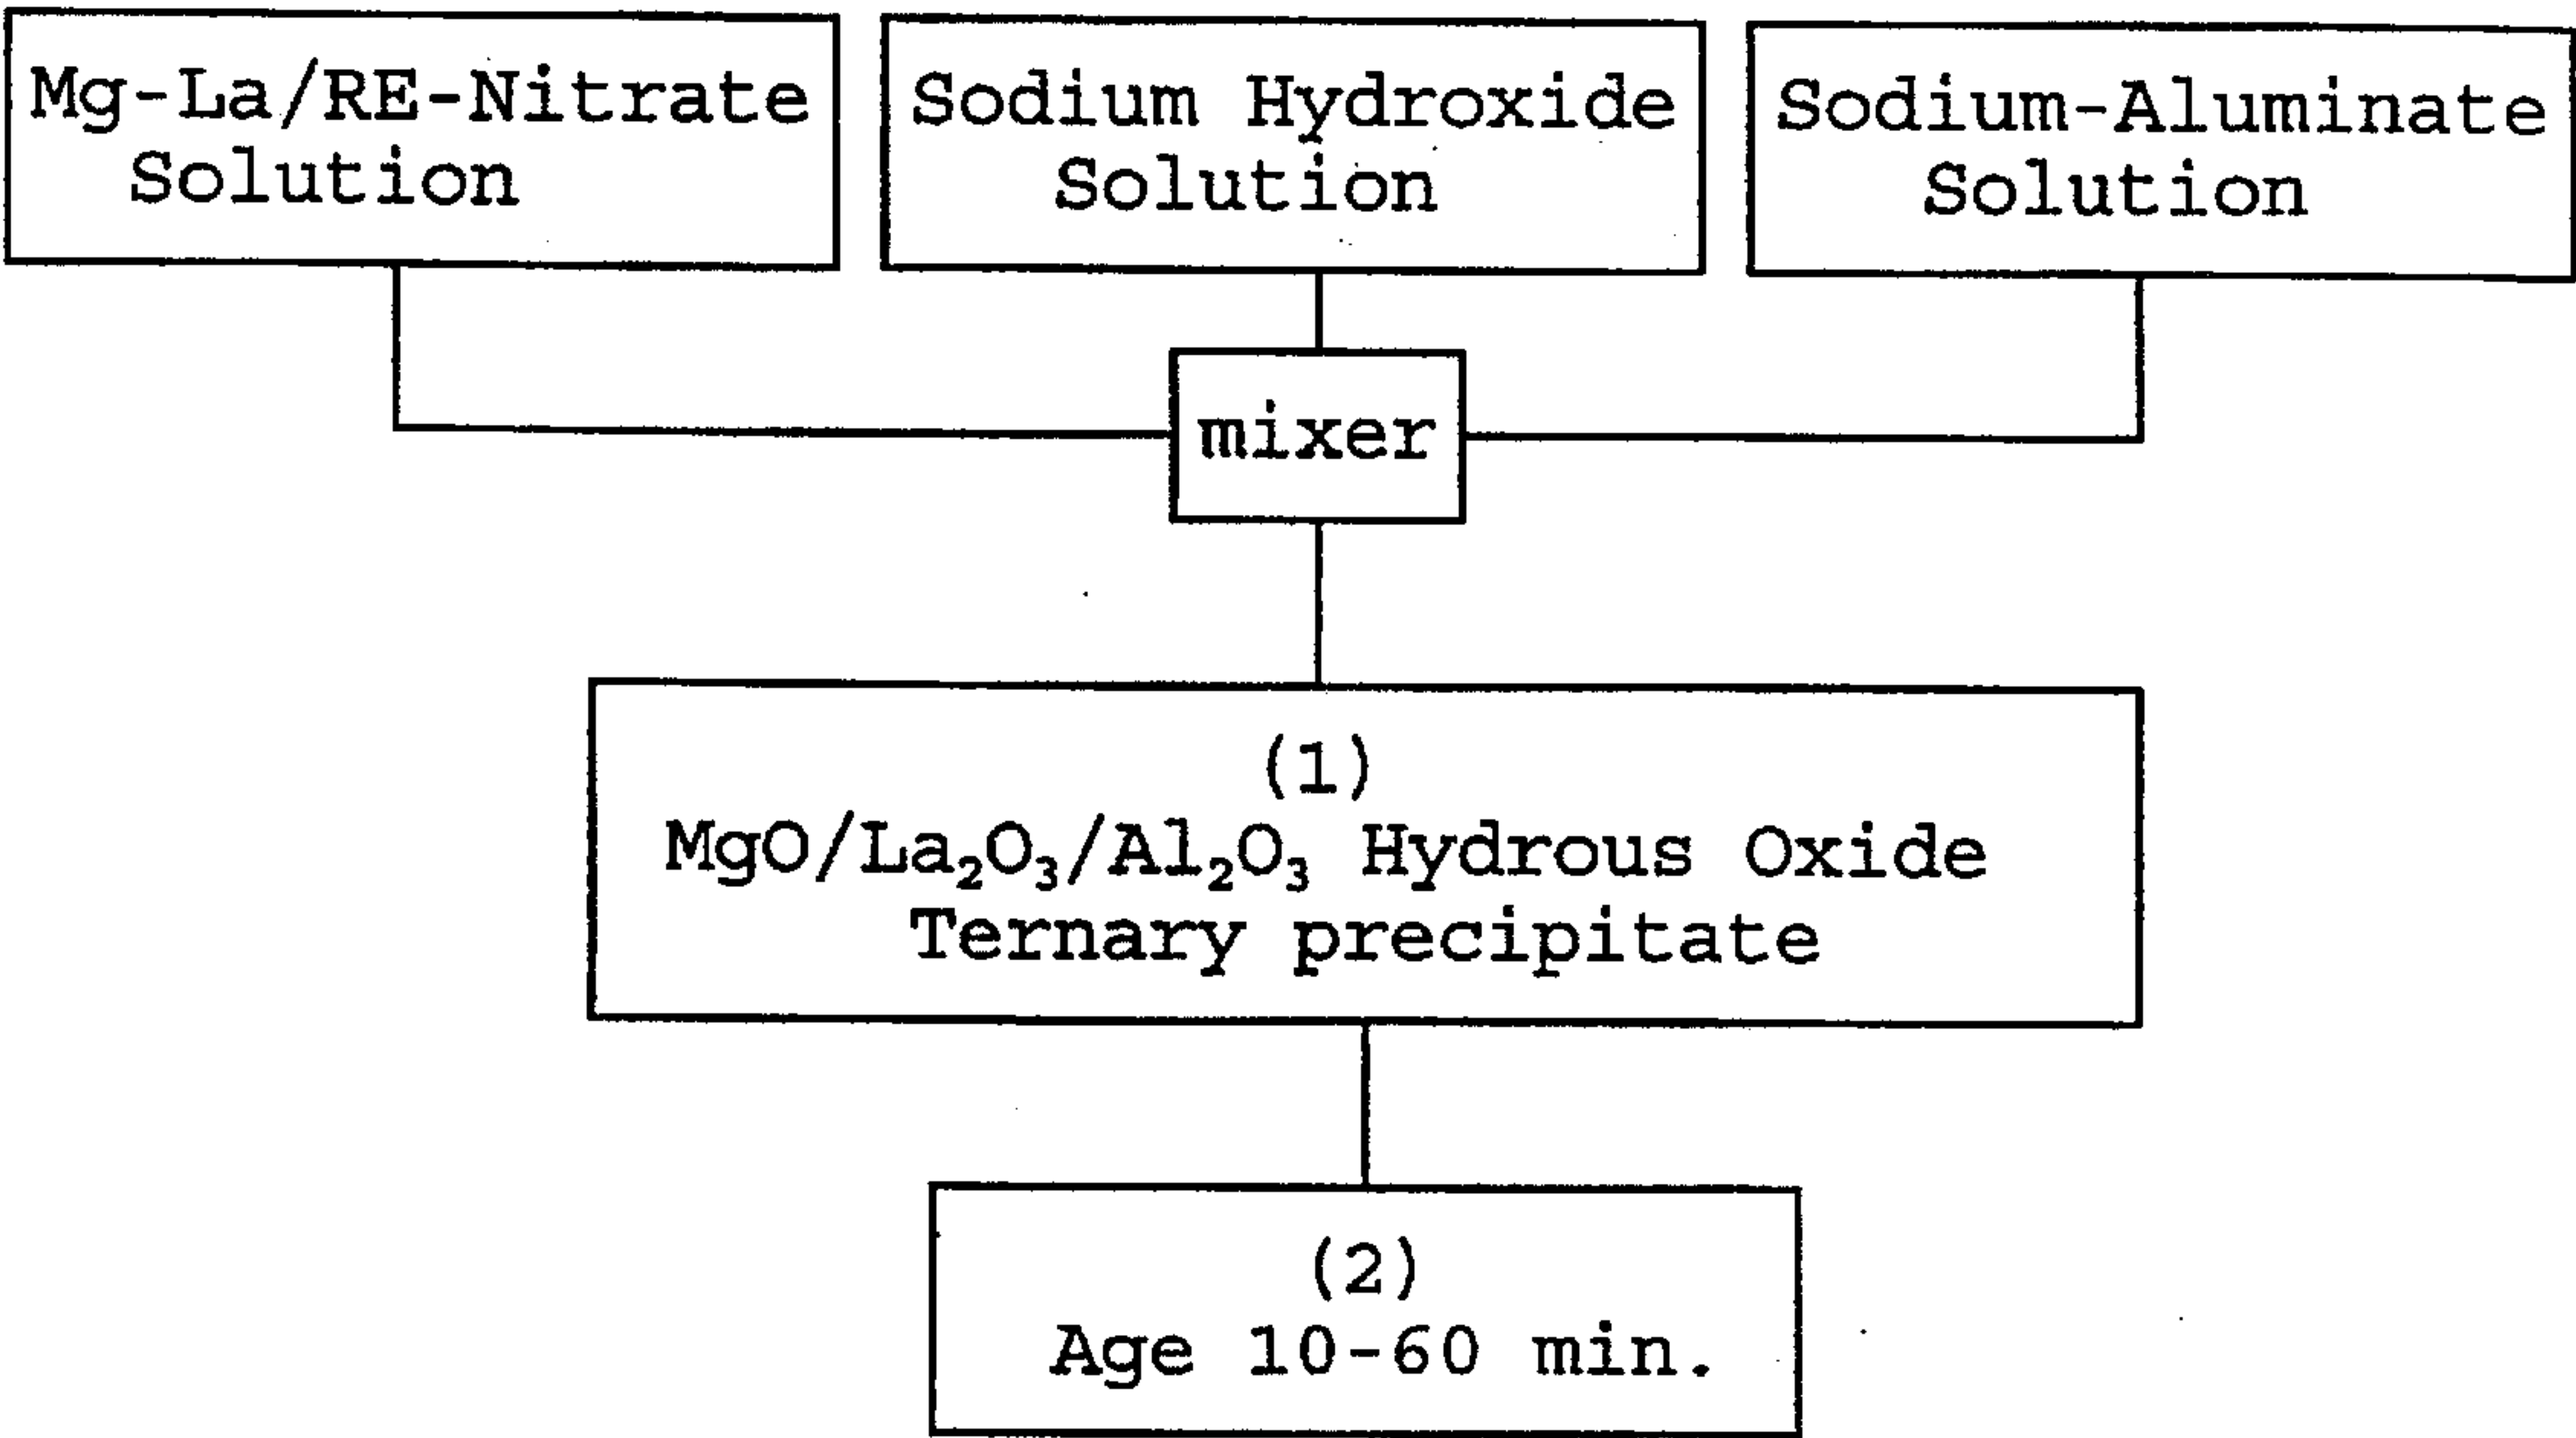 Mg-La/RE-Nitrate
Solution
Sodium Hydroxide
Solution
Sodium-Aluminate
Solution
mixer
(1)
MgO/La₂O₃/Al₂O₃ Hydrous Oxide
Ternary precipitate
(2)
Age 10-60 min.